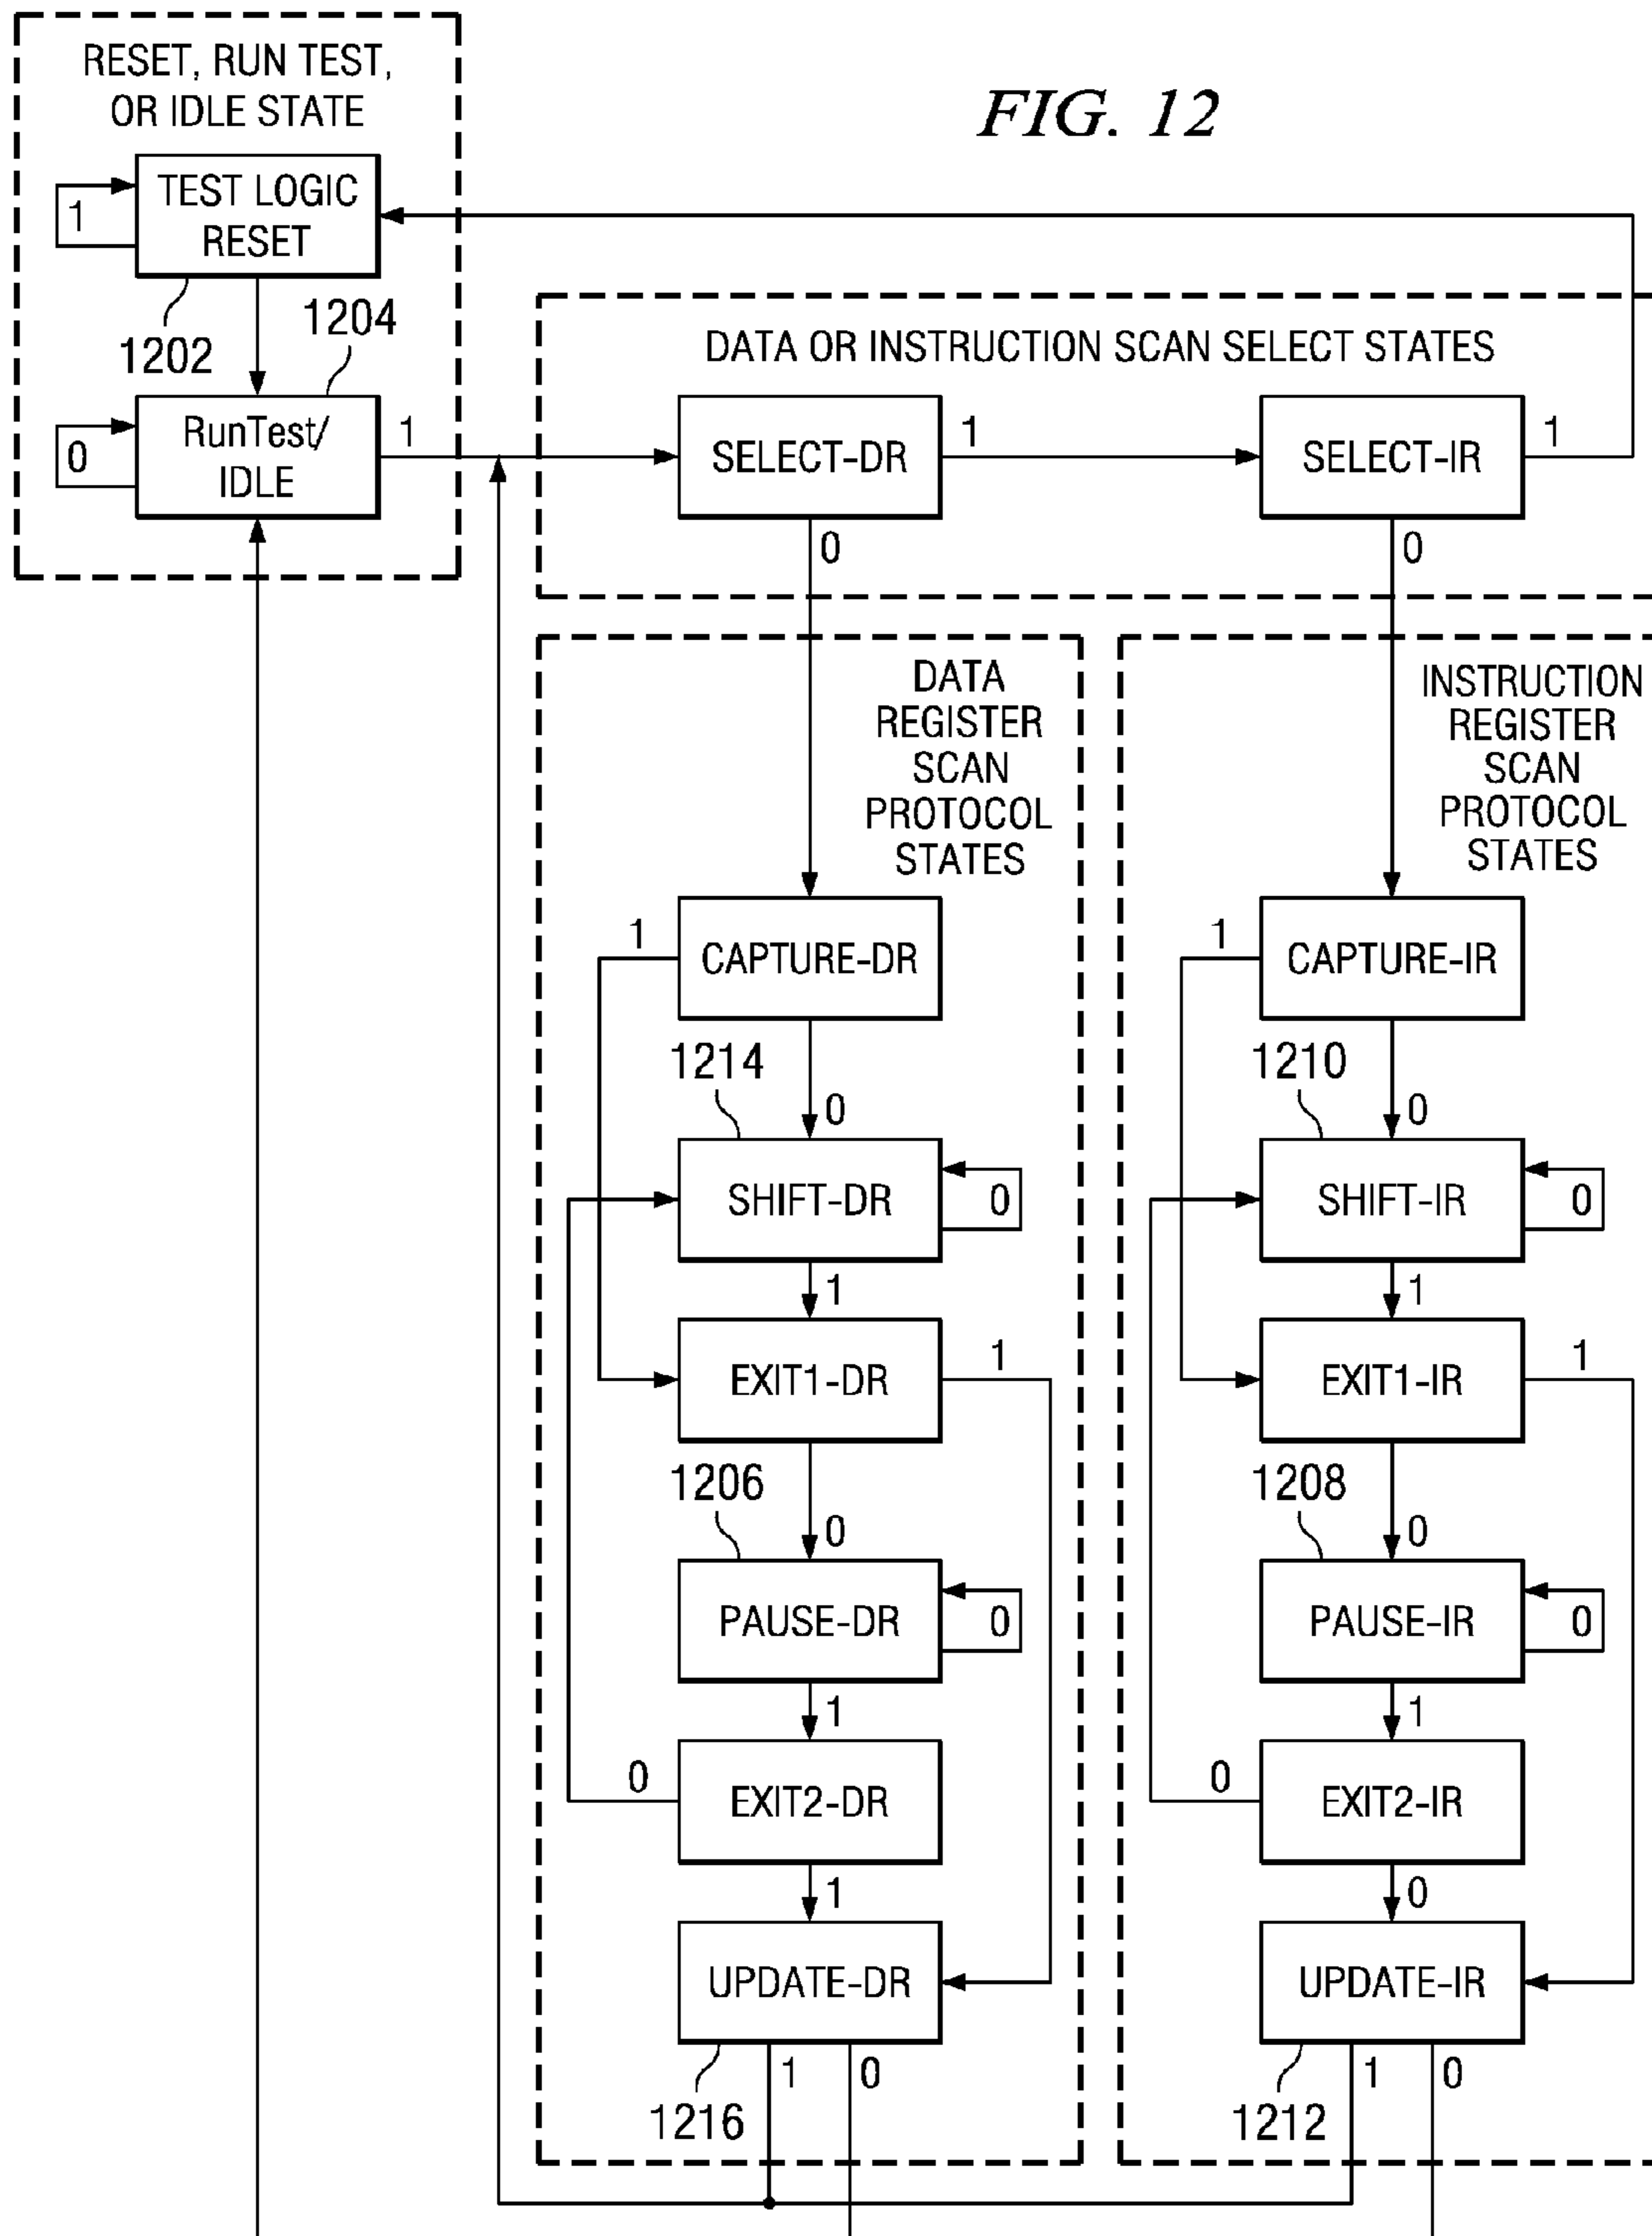 RESET, RUN TEST,
OR IDLE STATE
FIG. 12
TEST LOGIC
RESET
1
1202
1204
RunTest/
IDLE
0
1
DATA OR INSTRUCTION SCAN SELECT STATES
SELECT-DR
1
SELECT-IR
1
0
0
DATA
REGISTER
SCAN
PROTOCOL
STATES
1
CAPTURE-DR
1214
0
SHIFT-DR
0
1
EXIT1-DR
1
1206
0
PAUSE-DR
0
1
0
EXIT2-DR
1
UPDATE-DR
1
0
1216
INSTRUCTION
REGISTER
SCAN
PROTOCOL
STATES
1
CAPTURE-IR
1210
0
SHIFT-IR
0
1
EXIT1-IR
1
1208
0
PAUSE-IR
0
1
0
EXIT2-IR
0
UPDATE-IR
1
0
1212